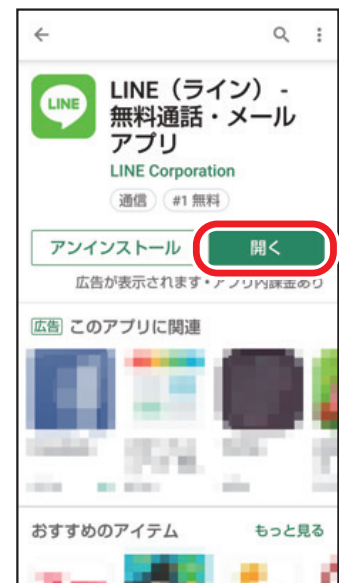 LINE
LINE（ライン） -
無料通話・メール
アプリ
LINE Corporation
通信
#1 無料
アンインストール
開く
広告が表示されます・アプリ内課金あり
広告 このアプリに関連
おすすめのアイテム
もっと見る